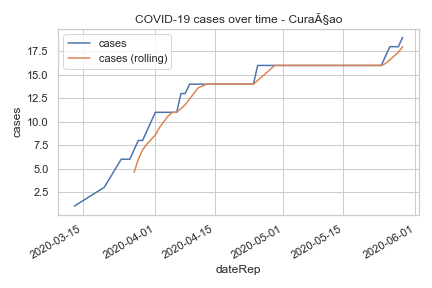 COVID-19 cases over time - CuraÃ§ao
cases
cases (rolling)
17.5
15.0
12.5
10.0
7.5
5.0
2.5
cases
2020-03-15
2020-04-01
2020-04-15
2020-05-01
2020-05-15
2020-06-01
dateRep